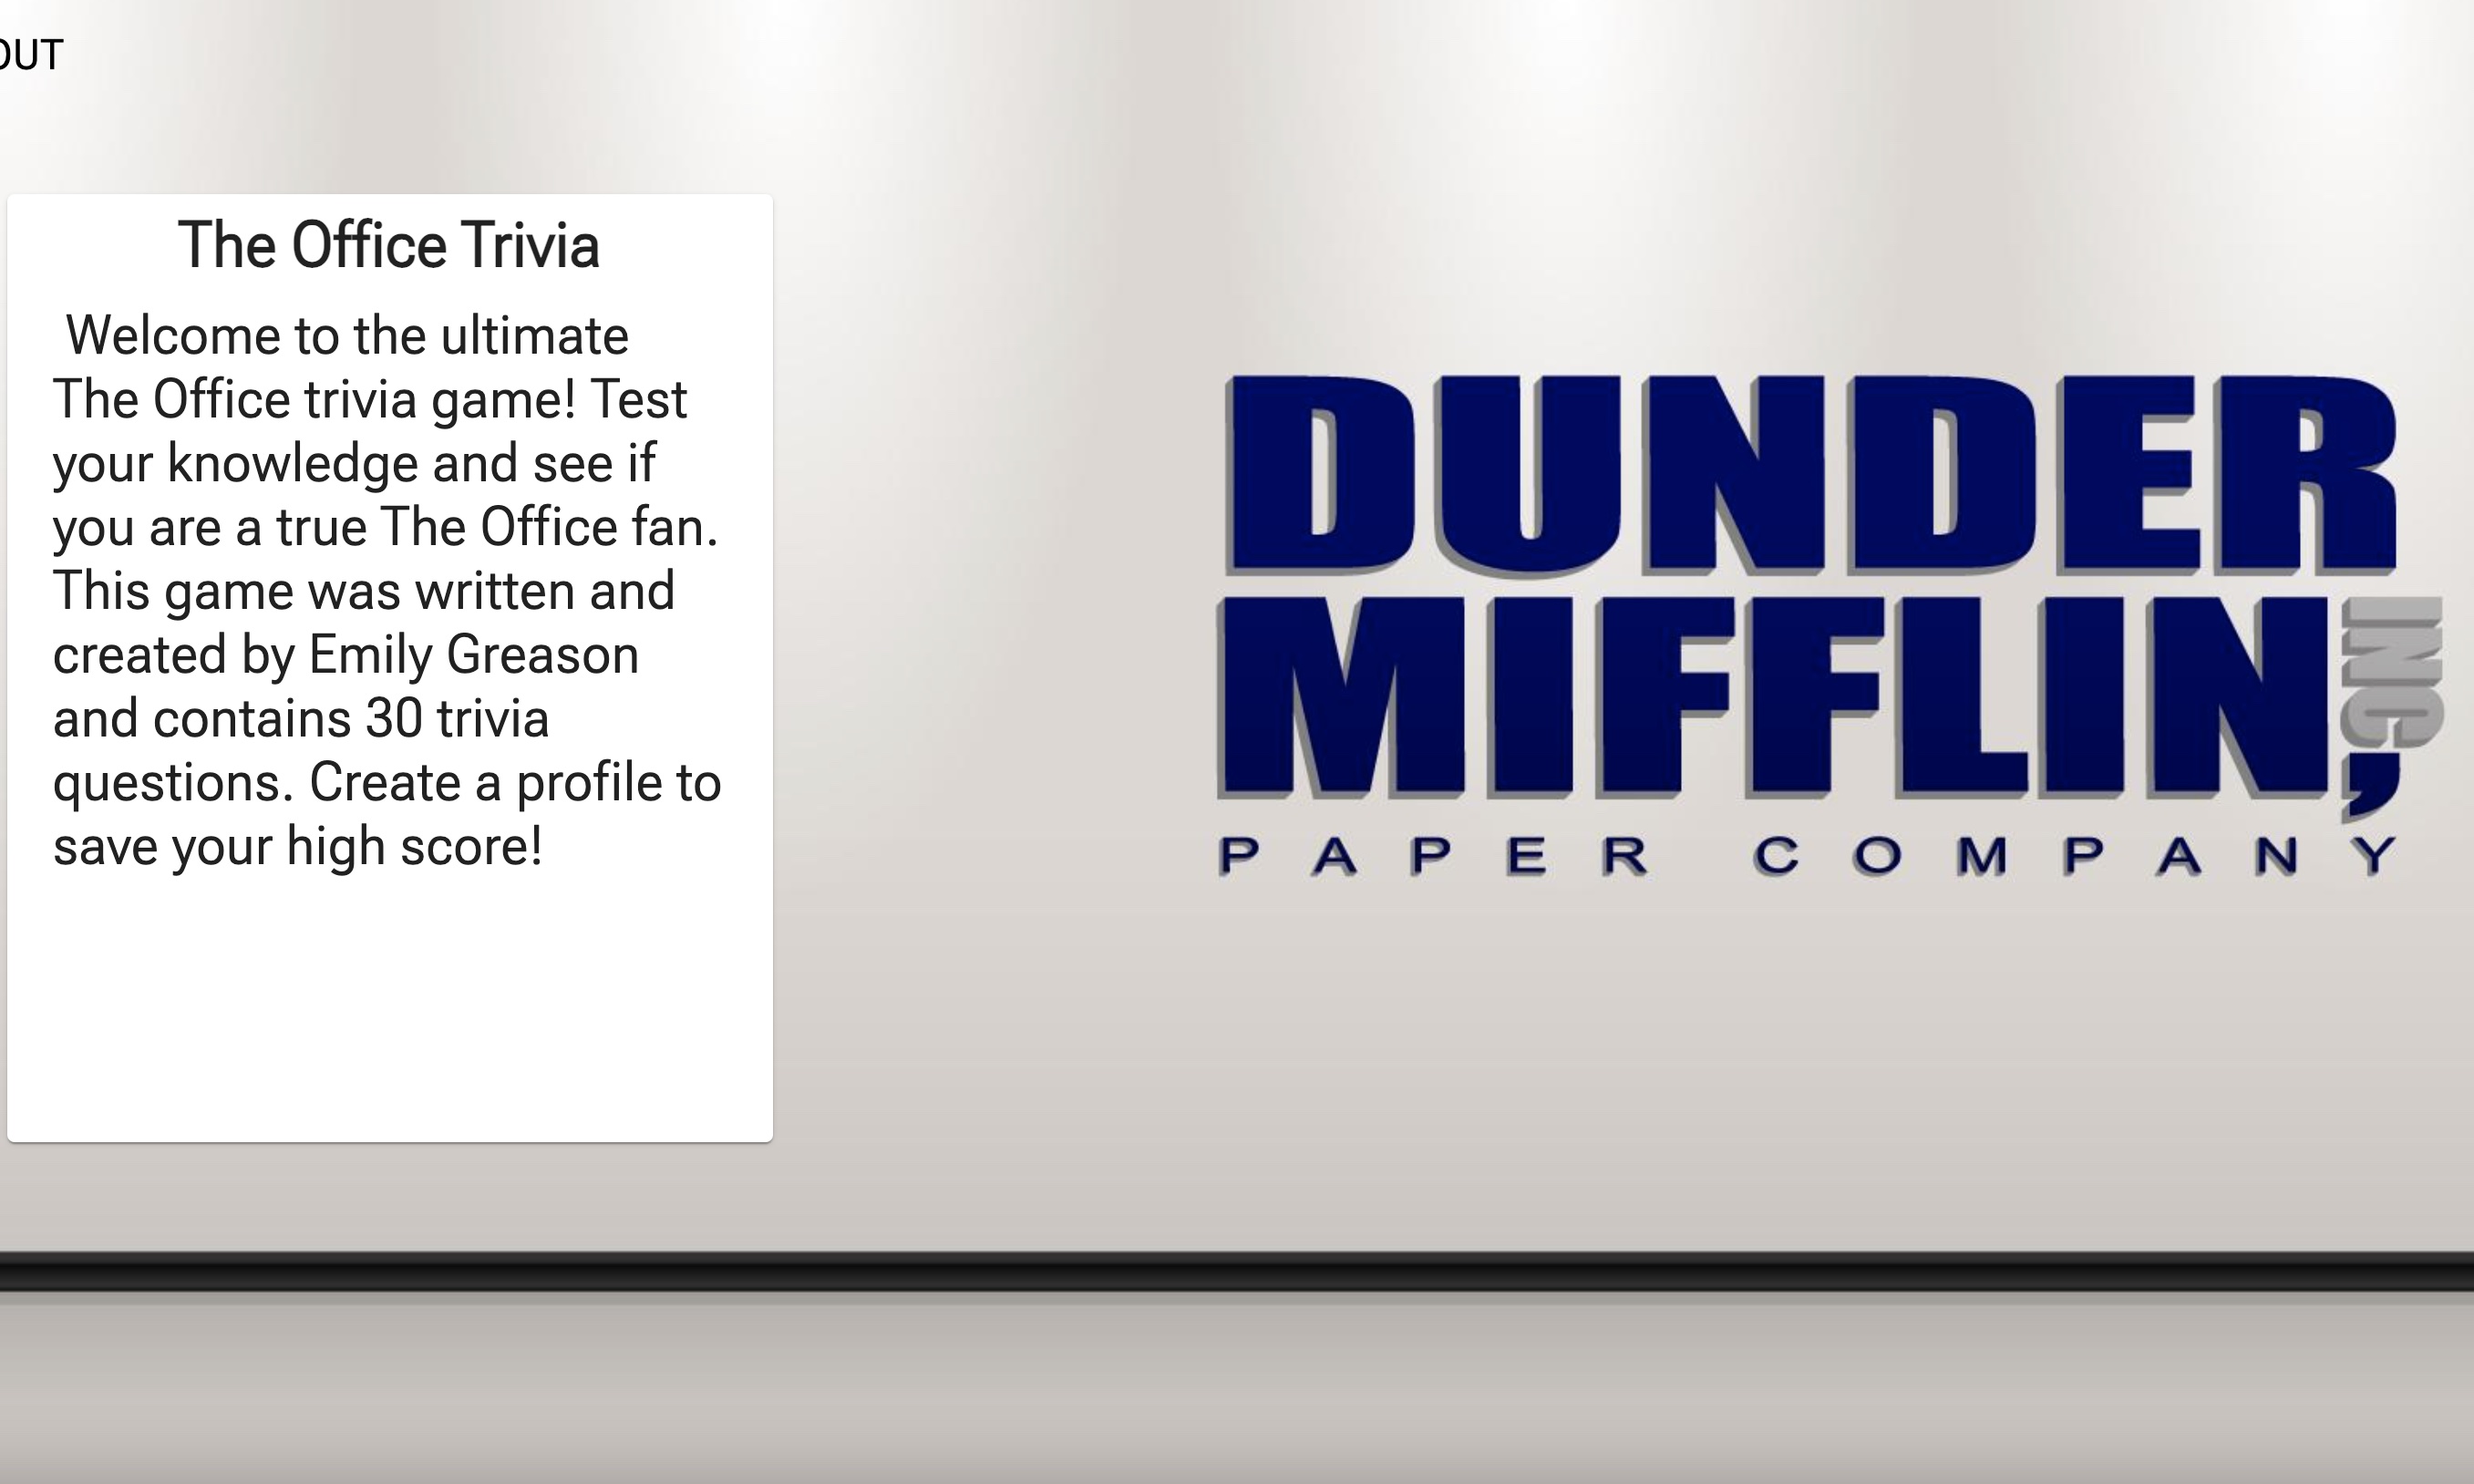 OUT
The Office Trivia
Welcome to the ultimate
The Office trivia game! Test
your knowledge and see if
you are a true The Office fan.
This game was written and
created by Emily Greason
and contains 30 trivia
questions. Create a profile to
save your high score!
DUNDER
MIFFLIN,
INC
PAPER COMPANY